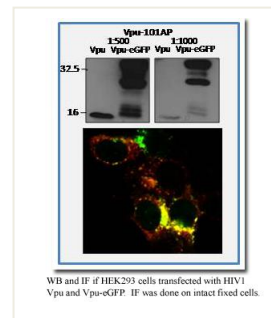 Vpu-101AP
1:500 1:1000
Vpu Vpu-eGFP Vpu Vpu-eGFP
32.5
16
WB and IF if HEK293 cells transfected with HIV1
Vpu and Vpu-eGFP. IF was done on intact fixed cells.